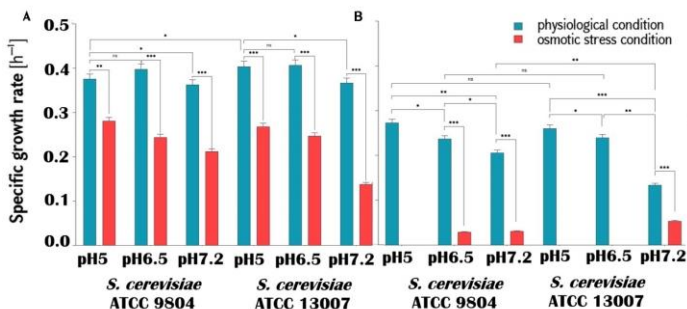 A
B
physiological condition
osmotic stress condition
Specific growth rate [h⁻¹]
0.5
0.4
0.3
0.2
0.1
0.0
** ns * *** *** * *** ns *** * ***
* ** ns *** * ns *** * *** ** ** ***
pH5 pH6.5 pH7.2 pH5 pH6.5 pH7.2 pH5 pH6.5 pH7.2 pH5 pH6.5 pH7.2
S. cerevisiae S. cerevisiae S. cerevisiae S. cerevisiae
ATCC 9804 ATCC 13007 ATCC 9804 ATCC 13007